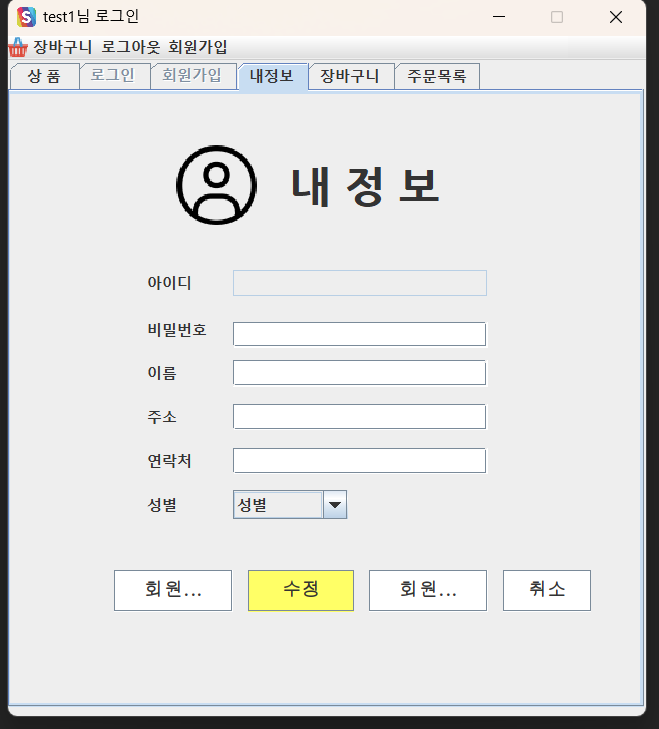 test1님 로그인
장바구니 로그아웃 회원가입
상 품 로그인 회원가입 내정보 장바구니 주문목록
내 정 보
아이디
비밀번호
이름
주소
연락처
성별 성별
회원... 수정 회원... 취소